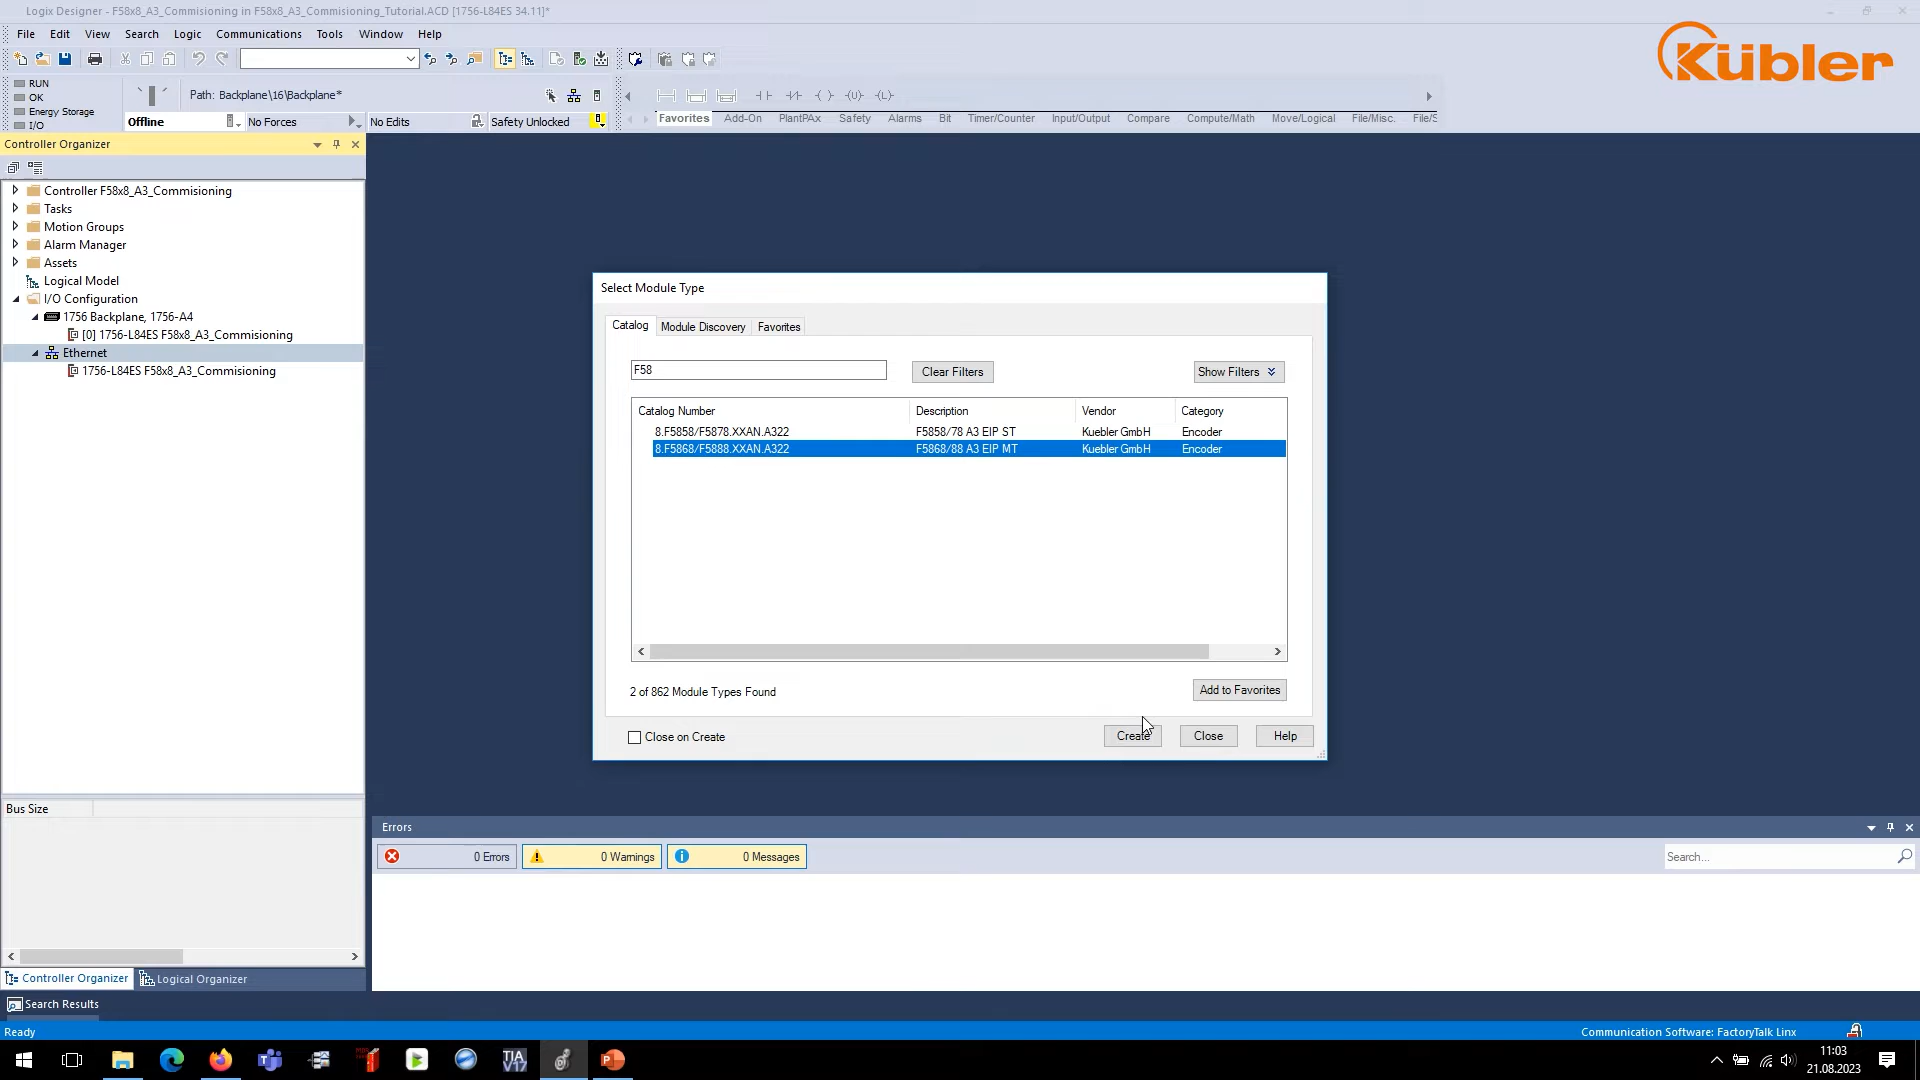 Logix Designer - F58x8_A3_Commisioning in F58x8_A3_Commisioning_Tutorial.ACD [1756-L84ES 34.11]*
File Edit View Search Logic Communications Tools Window Help
Kübler
RUN
OK
Energy Storage
I/O
Path: Backplane\16\Backplane*
Offline No Forces No Edits Safety Unlocked
Favorites Add-On PlantPAx Safety Alarms Bit Timer/Counter Input/Output Compare Compute/Math Move/Logical File/Misc. File/S
Controller Organizer
Controller F58x8_A3_Commisioning
Tasks
Motion Groups
Alarm Manager
Assets
Logical Model
I/O Configuration
1756 Backplane, 1756-A4
[0] 1756-L84ES F58x8_A3_Commisioning
Ethernet
1756-L84ES F58x8_A3_Commisioning
Select Module Type
Catalog Module Discovery Favorites
F58 Clear Filters Show Filters
Catalog Number Description Vendor Category
8.F5858/F5878.XXAN.A322 F5858/78 A3 EIP ST Kuebler GmbH Encoder
8.F5868/F5888.XXAN.A322 F5868/88 A3 EIP MT Kuebler GmbH Encoder
2 of 862 Module Types Found Add to Favorites
Close on Create Create Close Help
Bus Size
Errors
0 Errors 0 Warnings 0 Messages Search...
Controller Organizer Logical Organizer
Search Results
Ready Communication Software: FactoryTalk Linx
TIA V17
11:03
21.08.2023